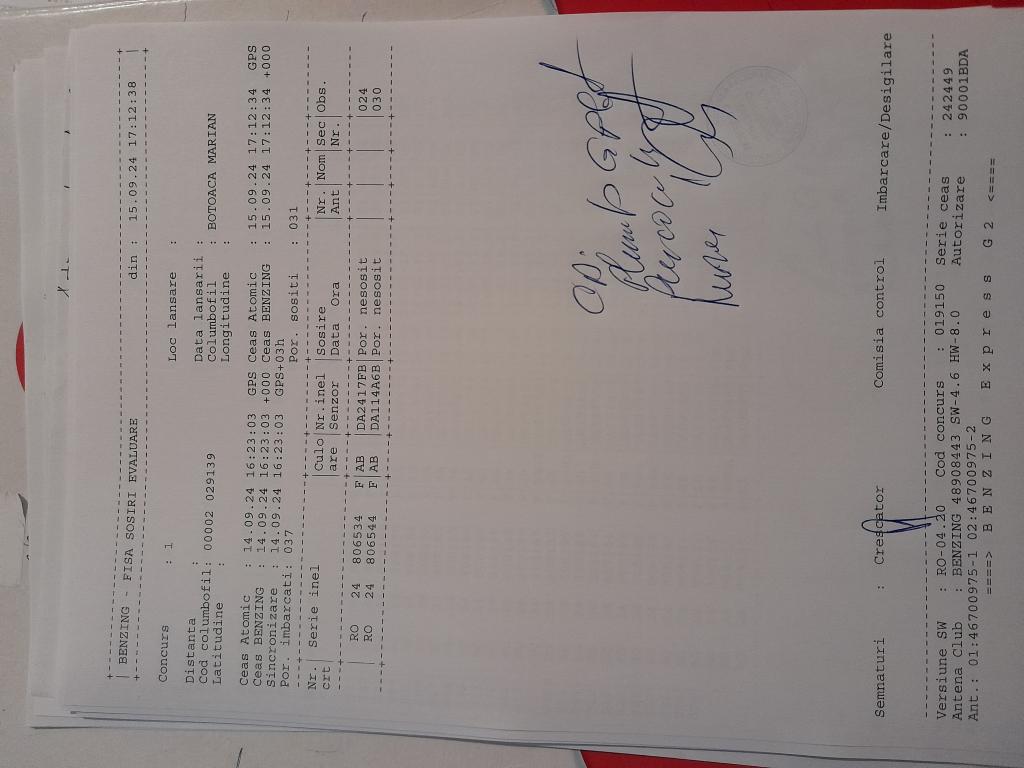 +-----------------------------------------------------------------------------+
| BENZING - FISA SOSIRI EVALUARE din : 15.09.24 17:12:38 |
+-----------------------------------------------------------------------------+
Concurs : 1 Loc lansare :
Distanta : Data lansarii :
Cod columbofil: 00002 029139 Columbofil : BOTOACA MARIAN
Latitudine : Longitudine :
Ceas Atomic : 14.09.24 16:23:03 GPS Ceas Atomic : 15.09.24 17:12:34 GPS
Ceas BENZING : 14.09.24 16:23:03 +000 Ceas BENZING : 15.09.24 17:12:34 +000
Sincronizare : 14.09.24 16:23:03 GPS+03h
Por. imbarcati: 037 Por. sositi : 031
Nr.| Serie inel |Culo|Nr.inel |Sosire |Nr. |Nom|Sec|Obs.
crt| |are |Senzor |Data Ora |Ant | |Nr |
| RO 24 806534 F AB |DA2417FB|Por. nesosit | | | |024
| RO 24 806544 F AB |DA114A6B|Por. nesosit | | | |030
Semnaturi : Crescator Comisia control Imbarcare/Desigilare
Versiune SW : RO-04.20 Cod concurs : 019150 Serie ceas : 242449
Antena Club : BENZING 48908443 SW-4.6 HW-8.0 Autorizare : 90001BDA
Ant.: 01:46700975-1 02:46700975-2
====> B E N Z I N G E x p r e s s G 2 <====